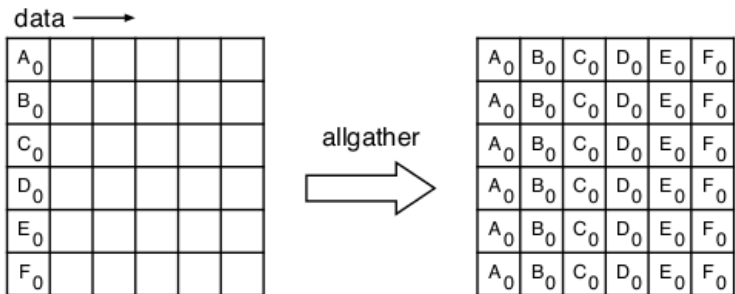 data
A0 A0 B0 C0 D0 E0 F0
B0 A0 B0 C0 D0 E0 F0
C0 A0 B0 C0 D0 E0 F0
allgather
D0 A0 B0 C0 D0 E0 F0
E0 A0 B0 C0 D0 E0 F0
F0 A0 B0 C0 D0 E0 F0